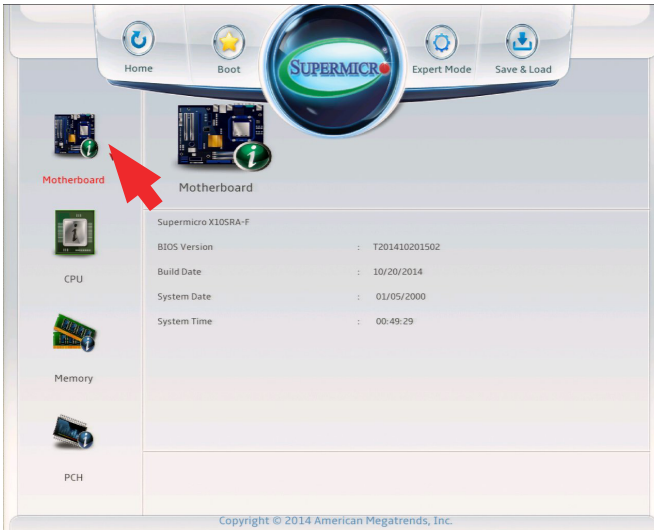 Home
Boot
SUPERMICRO
Expert Mode
Save & Load
Motherboard
Motherboard
Supermicro X10SRA-F
BIOS Version : T201410201502
Build Date : 10/20/2014
CPU
System Date : 01/05/2000
System Time : 00:49:29
Memory
PCH
Copyright © 2014 American Megatrends, Inc.